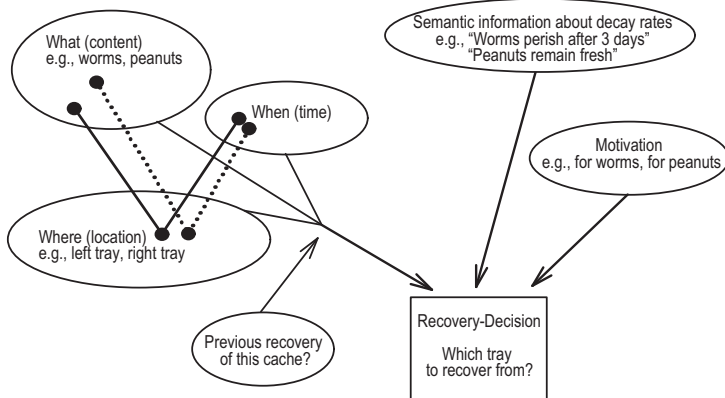 What (content)
e.g., worms, peanuts
When (time)
Where (location)
e.g., left tray, right tray
Previous recovery
of this cache?
Semantic information about decay rates
e.g., “Worms perish after 3 days”
“Peanuts remain fresh”
Motivation
e.g., for worms, for peanuts
Recovery-Decision
Which tray
to recover from?